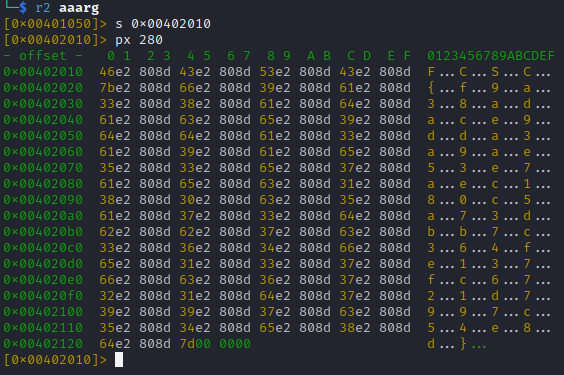 └─$ r2 aaarg
[0×00401050]> s 0×00402010
[0×00402010]> px 280
- offset - 0 1 2 3 4 5 6 7 8 9 A B C D E F 0123456789ABCDEF
0×00402010 46e2 808d 43e2 808d 53e2 808d 43e2 808d F...C...S...C...
0×00402020 7be2 808d 66e2 808d 39e2 808d 61e2 808d {...f...9...a...
0×00402030 33e2 808d 38e2 808d 61e2 808d 64e2 808d 3...8...a...d...
0×00402040 61e2 808d 63e2 808d 65e2 808d 39e2 808d a...c...e...9...
0×00402050 64e2 808d 64e2 808d 61e2 808d 33e2 808d d...d...a...3...
0×00402060 61e2 808d 39e2 808d 61e2 808d 65e2 808d a...9...a...e...
0×00402070 35e2 808d 33e2 808d 65e2 808d 37e2 808d 5...3...e...7...
0×00402080 61e2 808d 65e2 808d 63e2 808d 31e2 808d a...e...c...1...
0×00402090 38e2 808d 30e2 808d 63e2 808d 35e2 808d 8...0...c...5...
0×004020a0 61e2 808d 37e2 808d 33e2 808d 64e2 808d a...7...3...d...
0×004020b0 62e2 808d 62e2 808d 37e2 808d 63e2 808d b...b...7...c...
0×004020c0 33e2 808d 36e2 808d 34e2 808d 66e2 808d 3...6...4...f...
0×004020d0 65e2 808d 31e2 808d 33e2 808d 37e2 808d e...1...3...7...
0×004020e0 66e2 808d 63e2 808d 36e2 808d 37e2 808d f...c...6...7...
0×004020f0 32e2 808d 31e2 808d 64e2 808d 37e2 808d 2...1...d...7...
0×00402100 39e2 808d 39e2 808d 37e2 808d 63e2 808d 9...9...7...c...
0×00402110 35e2 808d 34e2 808d 65e2 808d 38e2 808d 5...4...e...8...
0×00402120 64e2 808d 7d00 0000 d...}...
[0×00402010]>